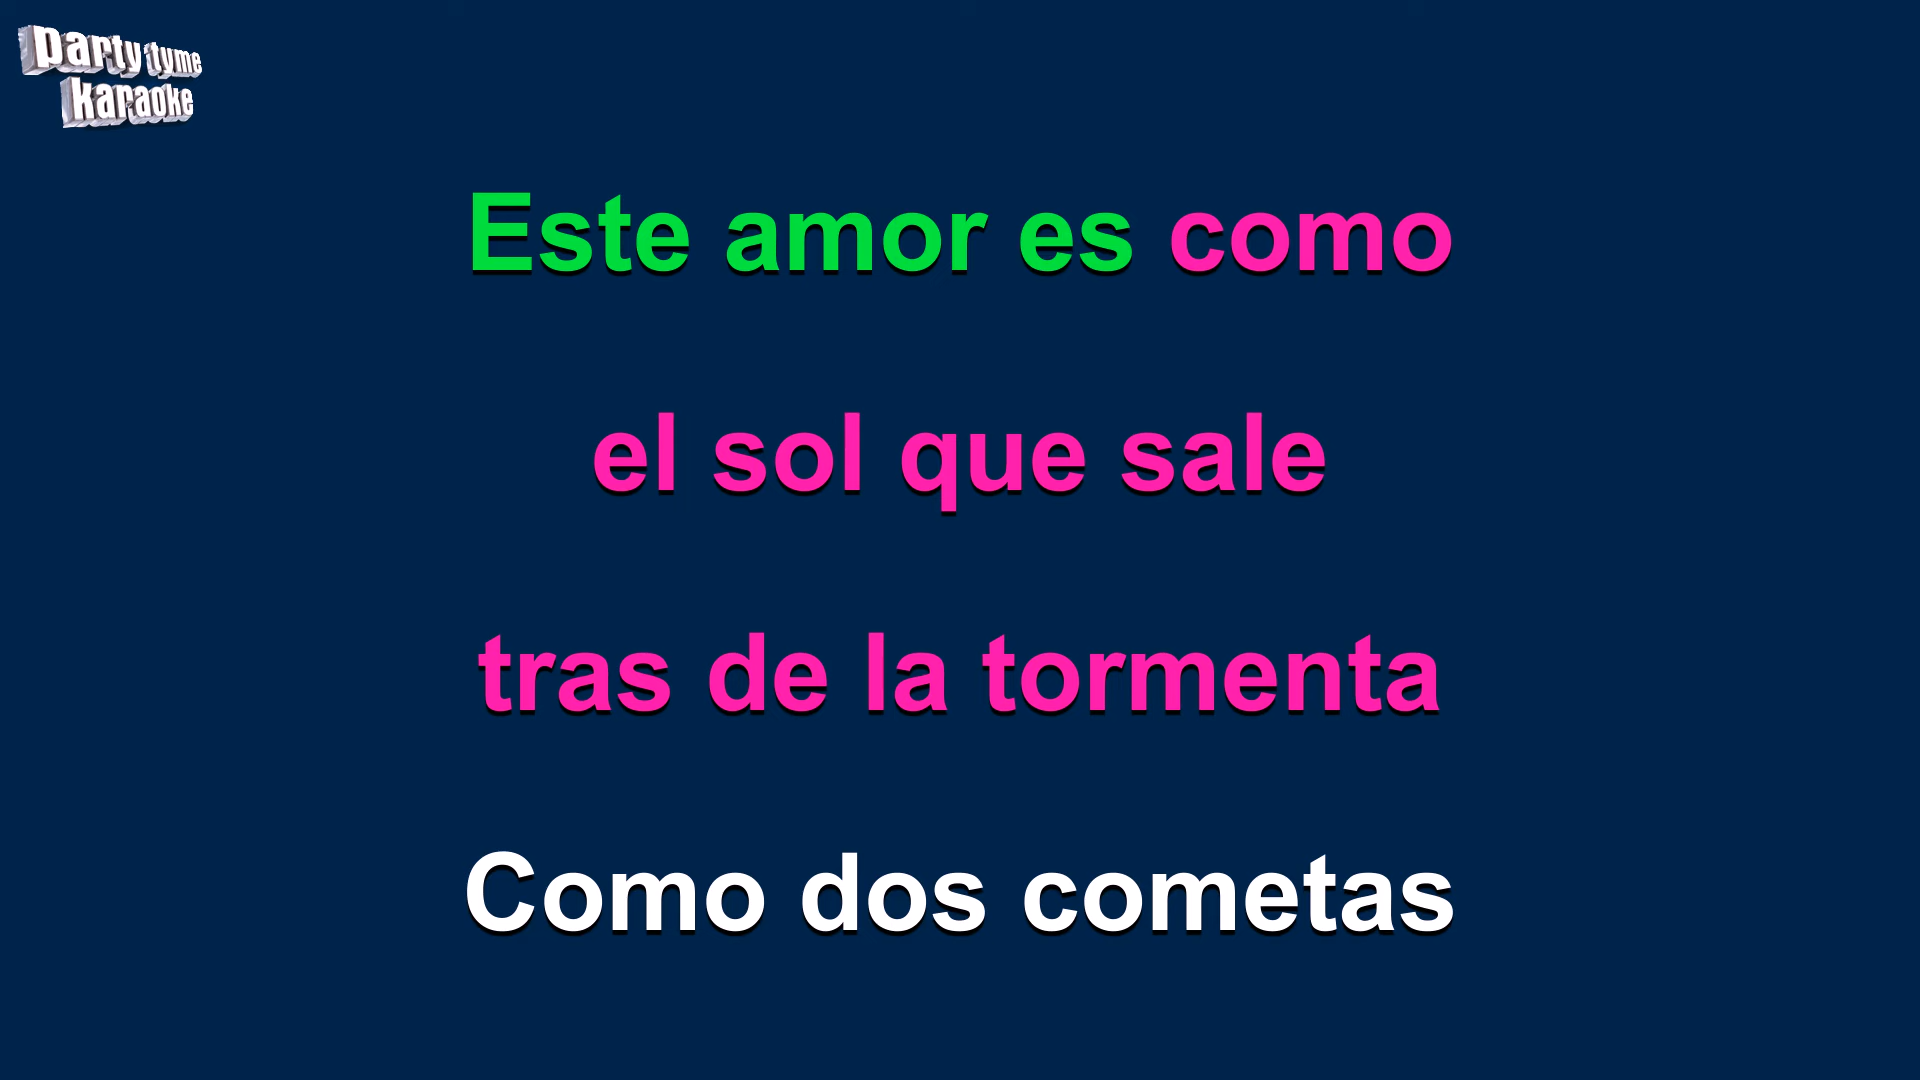 party tyme
karaoke
Este amor es como
el sol que sale
tras de la tormenta
Como dos cometas